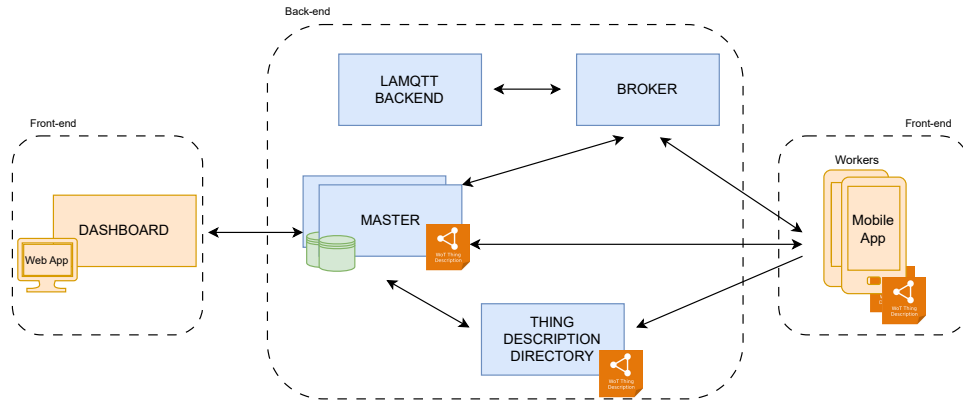 Back-end
LAMQTT
BACKEND
BROKER
Front-end
DASHBOARD
Web App
MASTER
WoT Thing
Description
Front-end
Workers
Mobile
App
WoT Thing
Description
THING
DESCRIPTION
DIRECTORY
WoT Thing
Description